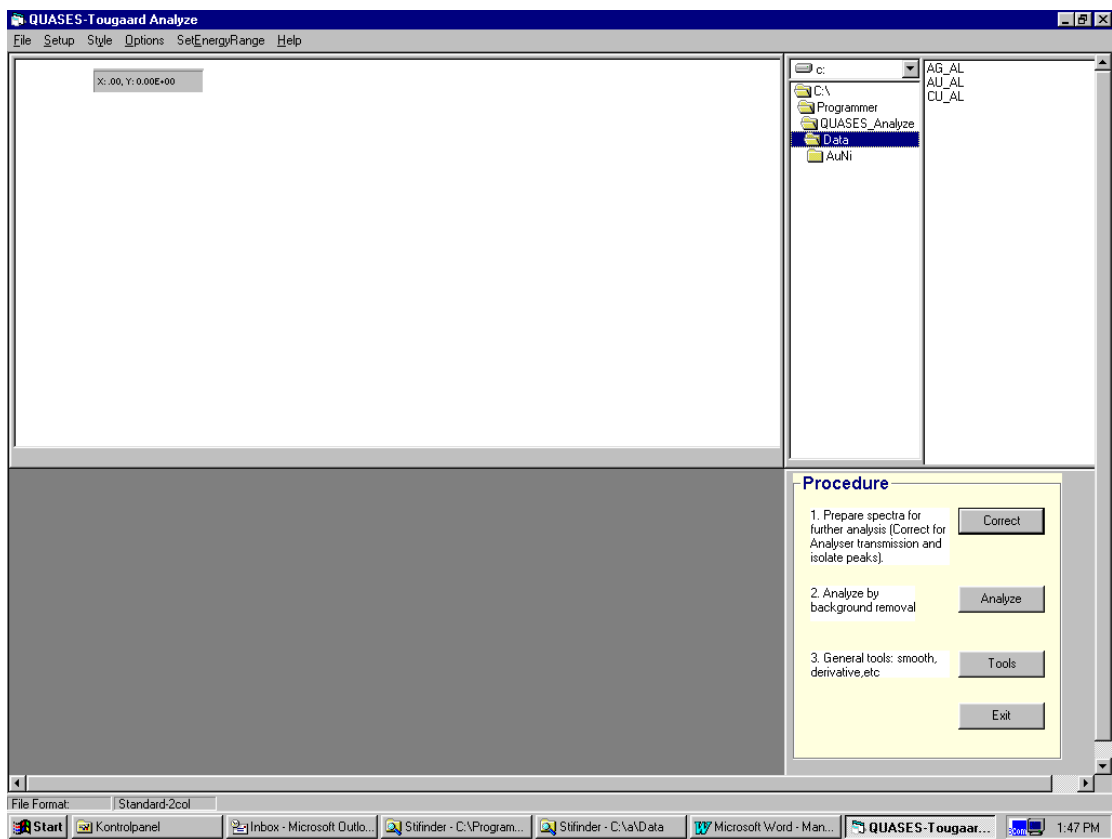 QUASES-Tougaard Analyze
File Setup Style Options SetEnergyRange Help
X: .00, Y: 0.00E+00
c:
C:\
Programmer
QUASES_Analyze
Data
AuNi
AG_AL
AU_AL
CU_AL
Procedure
1. Prepare spectra for
further analysis (Correct for
Analyser transmission and
isolate peaks).
Correct
2. Analyze by
background removal
Analyze
3. General tools: smooth,
derivative,etc
Tools
Exit
File Format: Standard-2col
Start Kontrolpanel Inbox - Microsoft Outlo... Stifinder - C:\Program... Stifinder - C:\a\Data Microsoft Word - Man... QUASES-Tougaar... 1:47 PM